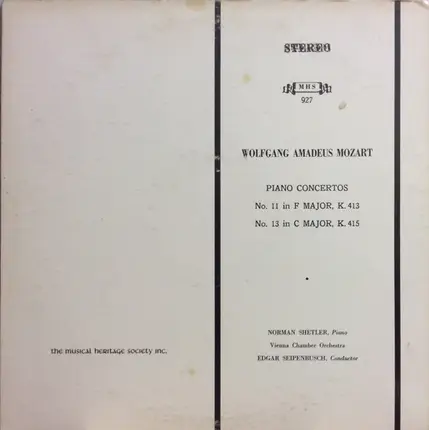 STEREO
MHS
927
WOLFGANG AMADEUS MOZART
PIANO CONCERTOS
No. 11 in F MAJOR, K. 413
No. 13 in C MAJOR, K. 415
NORMAN SHETLER, Piano
Vienna Chamber Orchestra
EDGAR SEIPENBUSCH, Conductor
the musical heritage society inc.